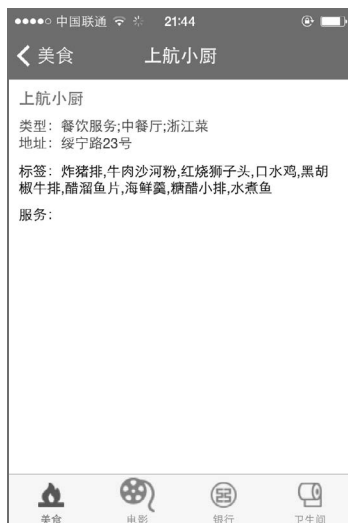 中国联通 21:44
美食 上航小厨
上航小厨
类型：餐饮服务;中餐厅;浙江菜
地址：绥宁路23号
标签：炸猪排,牛肉沙河粉,红烧狮子头,口水鸡,黑胡
椒牛排,醋溜鱼片,海鲜羹,糖醋小排,水煮鱼
服务：
美食 电影 银行 卫生间